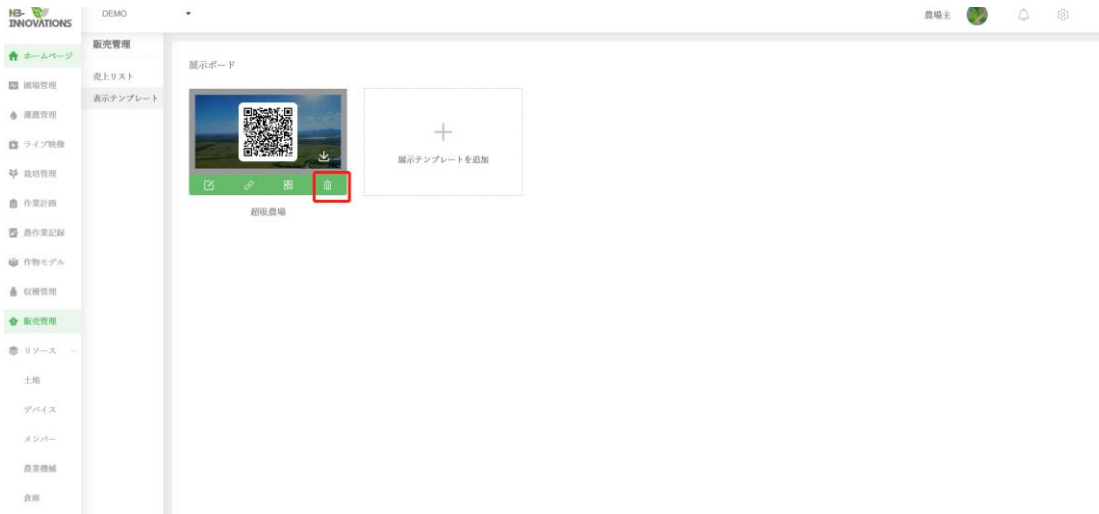 NB-
INNOVATIONS
DEMO
農場主
ホームページ
圃場管理
灌漑管理
ライブ映像
栽培管理
作業計画
農作業記録
作物モデル
収穫管理
販売管理
リソース
土地
デバイス
メンバー
農業機械
倉庫
販売管理
売上リスト
表示テンプレート
展示ボード
展示テンプレートを追加
超吸農場